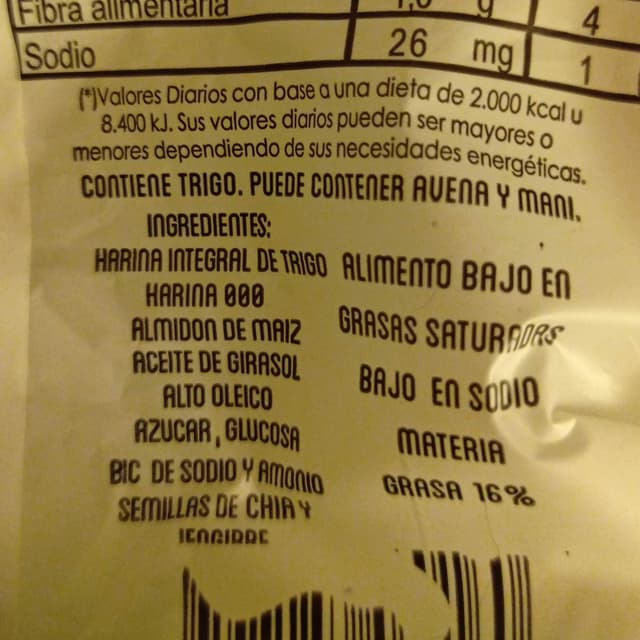 Fibra alimentaria g 4
Sodio 26 mg 1
(*)Valores Diarios con base a una dieta de 2.000 kcal u
8.400 kJ. Sus valores diarios pueden ser mayores o
menores dependiendo de sus necesidades energéticas.
CONTIENE TRIGO. PUEDE CONTENER AVENA Y MANI.
INGREDIENTES:
HARINA INTEGRAL DE TRIGO
HARINA 000
ALMIDON DE MAIZ
ACEITE DE GIRASOL
ALTO OLEICO
AZUCAR, GLUCOSA
BIC DE SODIO Y AMONIO
SEMILLAS DE CHIA Y
ALIMENTO BAJO EN
GRASAS SATURADAS
BAJO EN SODIO
MATERIA
GRASA 16%